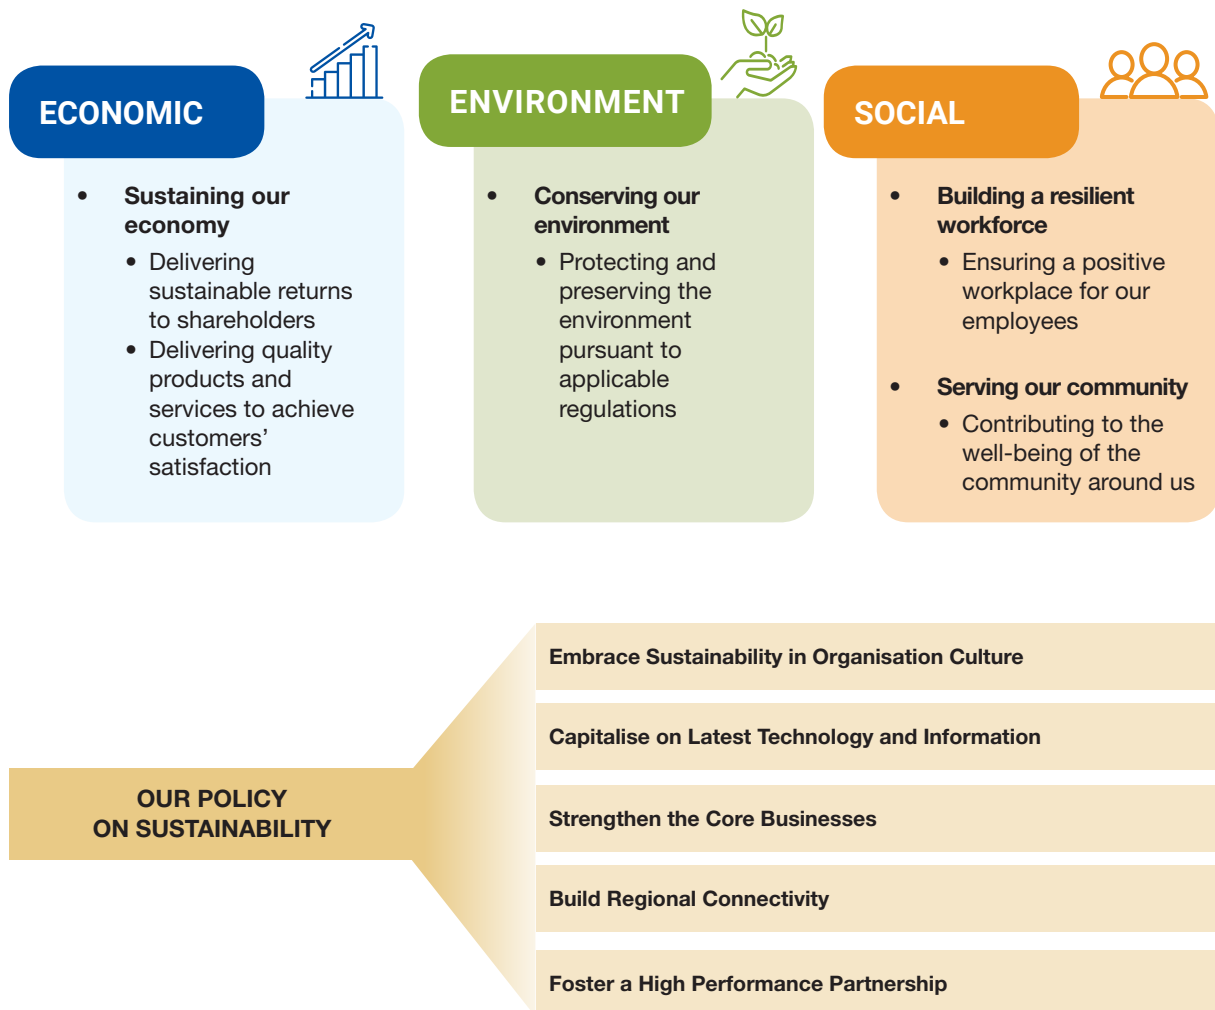 ECONOMIC
• Sustaining our
economy
• Delivering
sustainable returns
to shareholders
• Delivering quality
products and
services to achieve
customers’
satisfaction
ENVIRONMENT
• Conserving our
environment
• Protecting and
preserving the
environment
pursuant to
applicable
regulations
SOCIAL
• Building a resilient
workforce
• Ensuring a positive
workplace for our
employees
• Serving our community
• Contributing to the
well-being of the
community around us
OUR POLICY
ON SUSTAINABILITY
Embrace Sustainability in Organisation Culture
Capitalise on Latest Technology and Information
Strengthen the Core Businesses
Build Regional Connectivity
Foster a High Performance Partnership